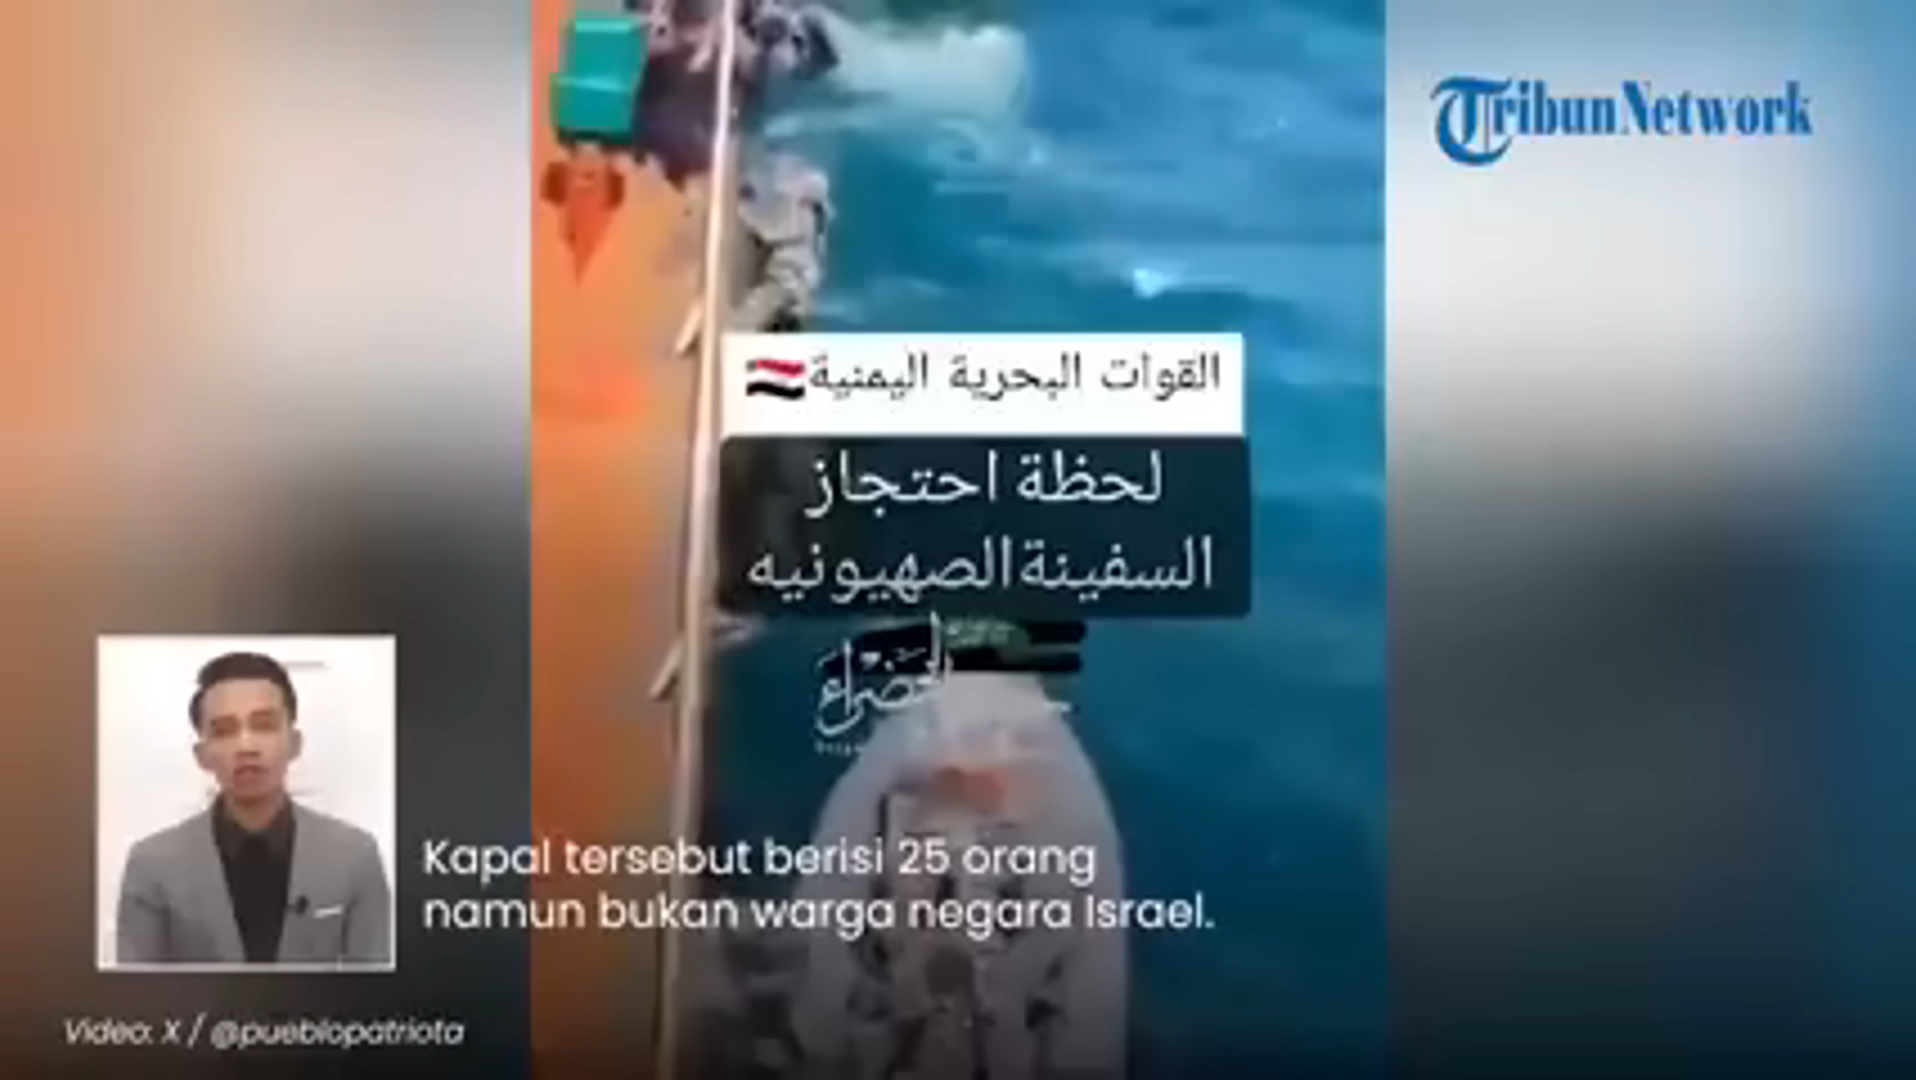 TribunNetwork
القوات البحرية اليمنية
لحظة احتجاز
السفينة الصهيونيه
Kapal tersebut berisi 25 orang
namun bukan warga negara Israel.
Video: X / @pueblopatriota